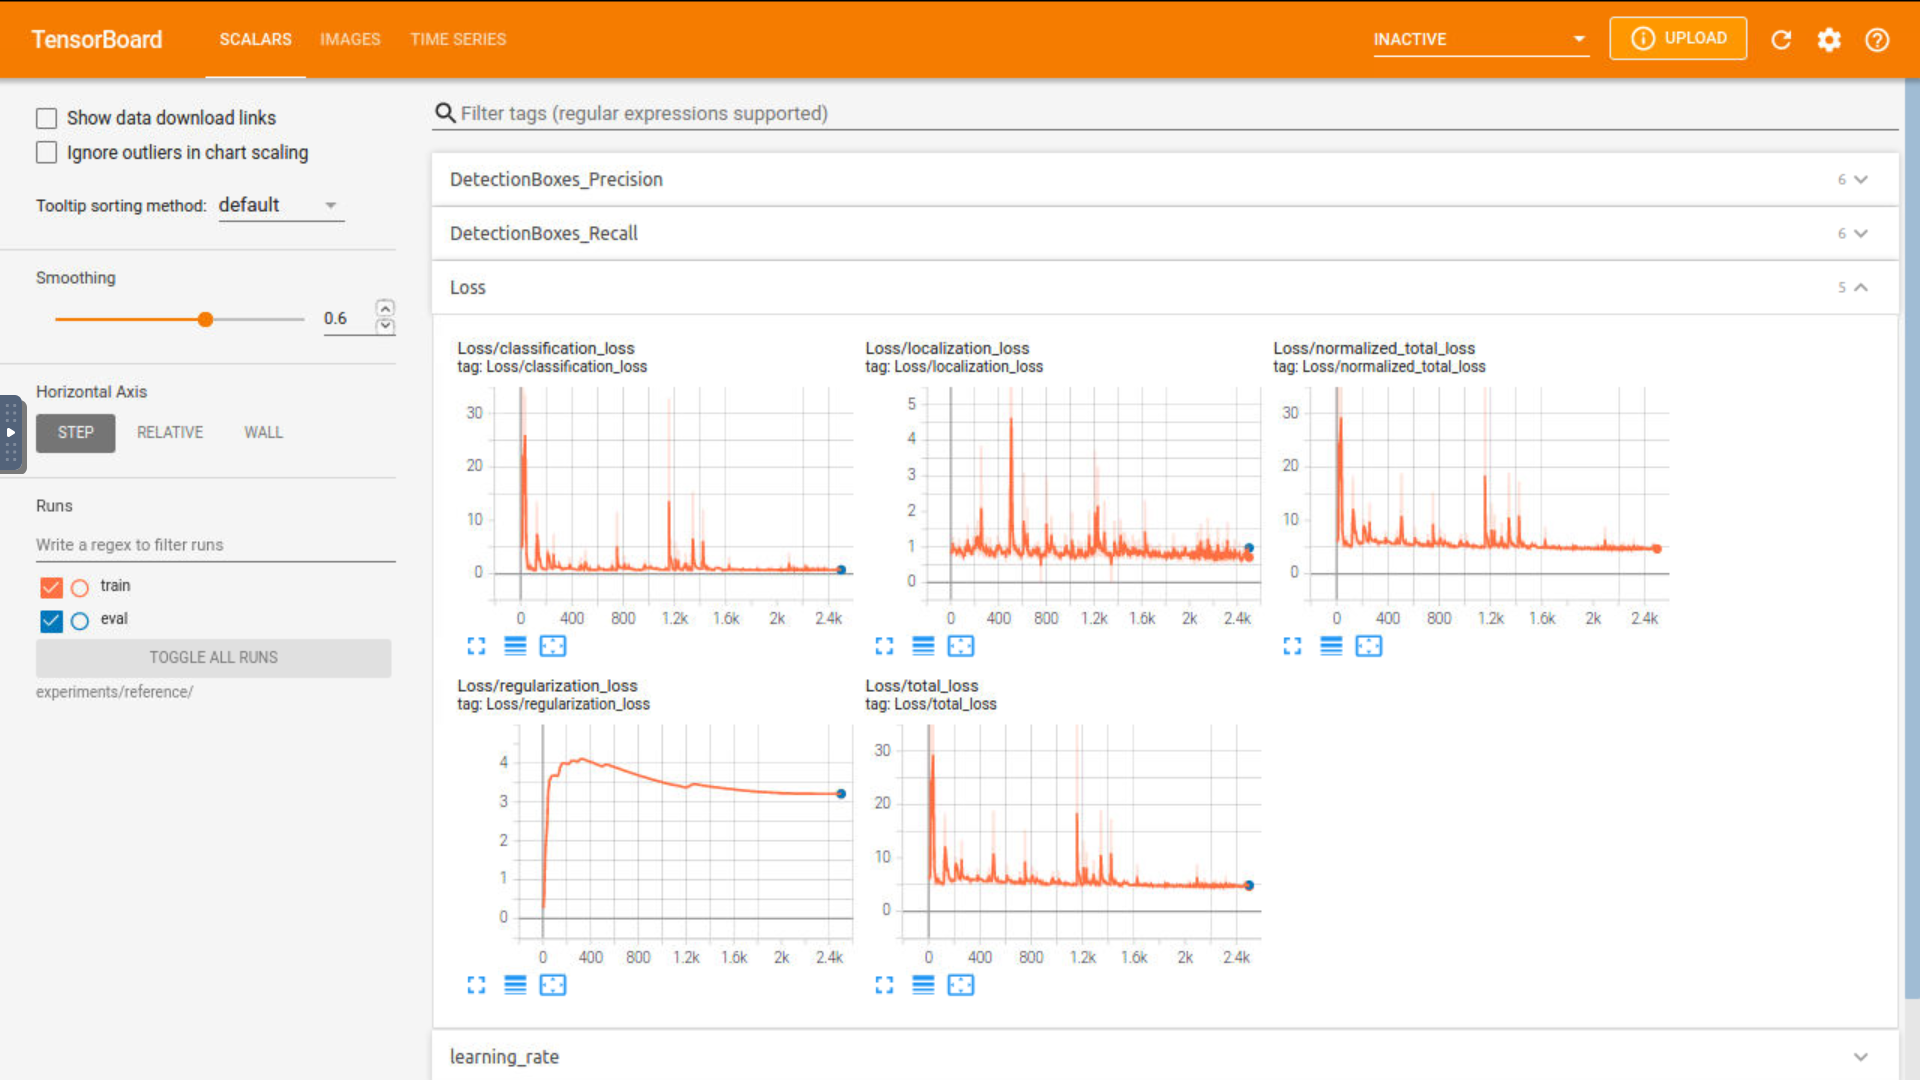 TensorBoard SCALARS IMAGES TIME SERIES INACTIVE UPLOAD
Show data download links
Ignore outliers in chart scaling
Tooltip sorting method: default
Smoothing
0.6
Horizontal Axis
STEP RELATIVE WALL
Runs
Write a regex to filter runs
train
eval
TOGGLE ALL RUNS
experiments/reference/
Filter tags (regular expressions supported)
DetectionBoxes_Precision 6
DetectionBoxes_Recall 6
Loss 5
Loss/classification_loss
tag: Loss/classification_loss
30
20
10
0
0 400 800 1.2k 1.6k 2k 2.4k
Loss/localization_loss
tag: Loss/localization_loss
5
4
3
2
1
0
0 400 800 1.2k 1.6k 2k 2.4k
Loss/normalized_total_loss
tag: Loss/normalized_total_loss
30
20
10
0
0 400 800 1.2k 1.6k 2k 2.4k
Loss/regularization_loss
tag: Loss/regularization_loss
4
3
2
1
0
0 400 800 1.2k 1.6k 2k 2.4k
Loss/total_loss
tag: Loss/total_loss
30
20
10
0
0 400 800 1.2k 1.6k 2k 2.4k
learning_rate